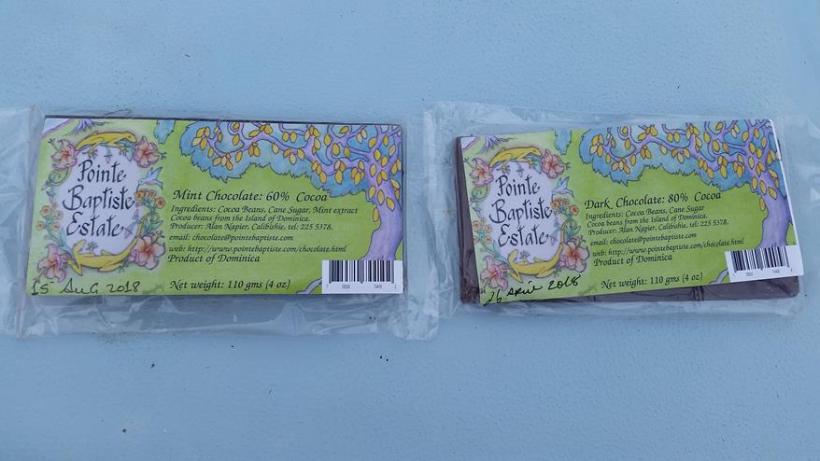 Pointe
Baptiste
Estate
Mint Chocolate: 60% Cocoa
Ingredients: Cocoa Beans, Cane Sugar, Mint extract
Cocoa beans from the Island of Dominica.
Producer: Alan Napier, Calibishie, tel: 225 5378.
email: chocolate@pointebaptiste.com
web: http://www.pointebaptiste.com/chocolate.html
Product of Dominica
Net weight: 110 gms (4 oz)
15 AUG 2018
Pointe
Baptiste
Estate
Dark Chocolate: 80% Cocoa
Ingredients: Cocoa Beans, Cane Sugar
Cocoa beans from the Island of Dominica.
Producer: Alan Napier, Calibishie, tel: 225 5378.
email: chocolate@pointebaptiste.com
web: http://www.pointebaptiste.com/chocolate.html
Product of Dominica
Net weight: 110 gms (4 oz)
26 APRIL 2018